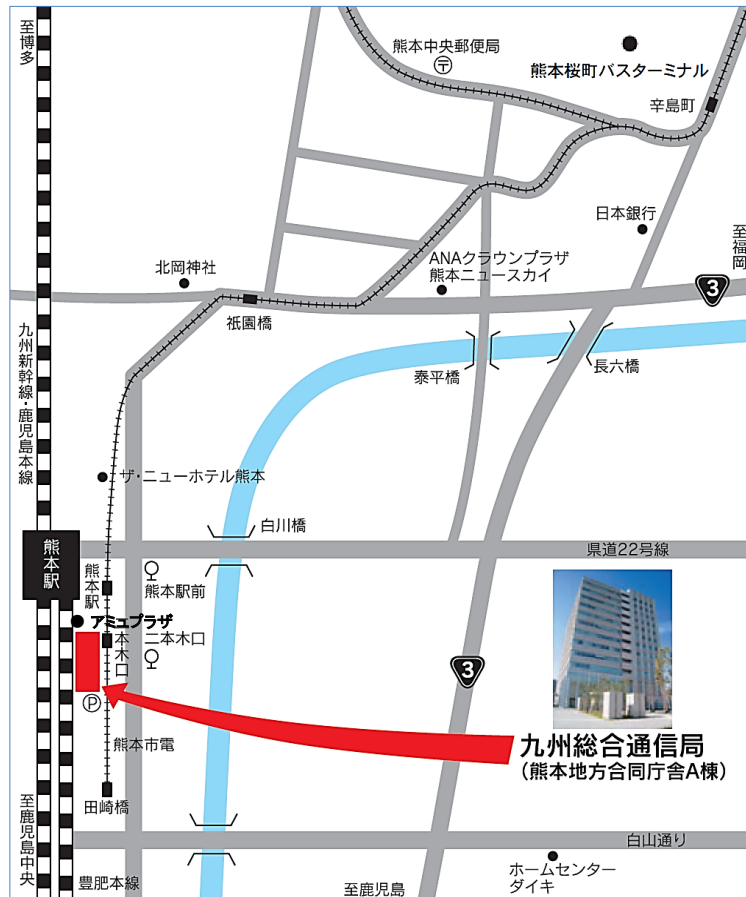 至博多
熊本中央郵便局
〒
熊本桜町バスターミナル
辛島町
日本銀行
至福岡
ANAクラウンプラザ
熊本ニュースカイ
北岡神社
3
祇園橋
九州新幹線・鹿児島本線
泰平橋
長六橋
ザ・ニューホテル熊本
白川橋
熊本駅
県道22号線
熊本駅
熊本駅前
アミュプラザ
二本木口
二本木口
3
P
熊本市電
九州総合通信局
(熊本地方合同庁舎A棟)
田崎橋
至鹿児島中央
白山通り
ホームセンター
ダイキ
豊肥本線
至鹿児島